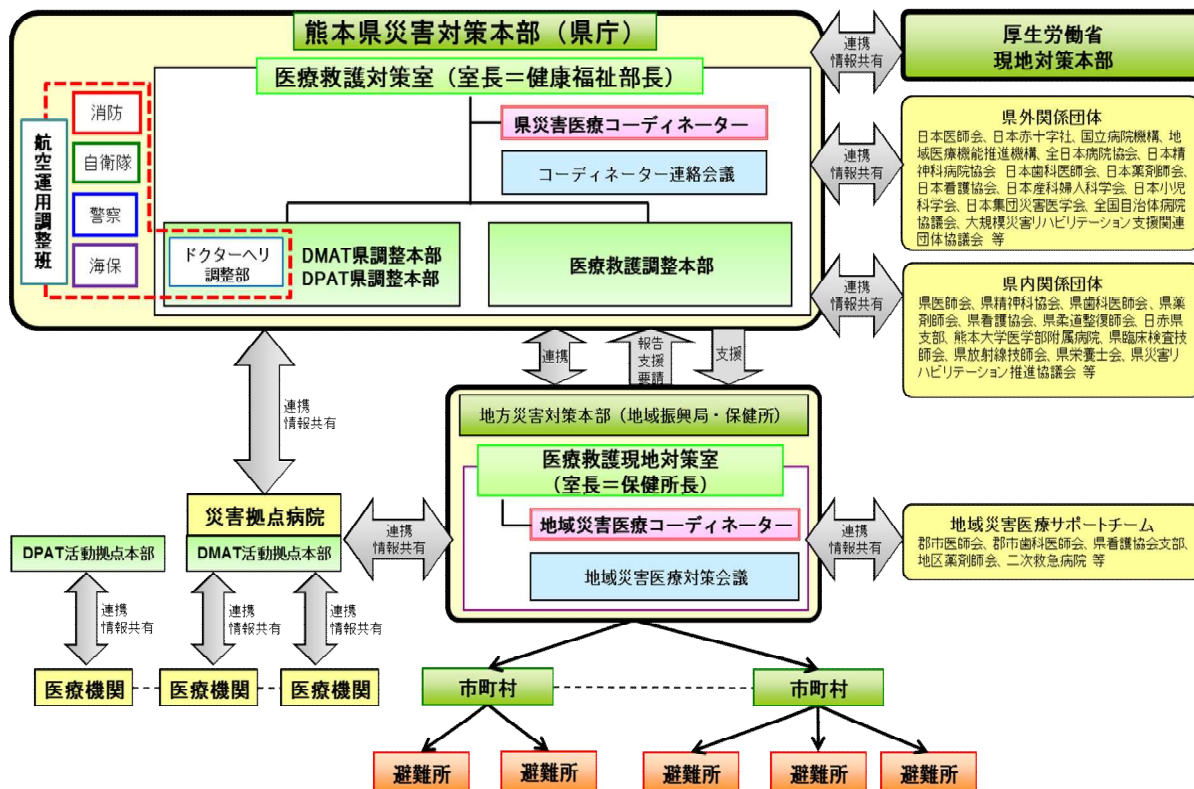 熊本県災害対策本部（県庁）
医療救護対策室（室長＝健康福祉部長）
県災害医療コーディネーター
コーディネーター連絡会議
航空運用調整班
消防
自衛隊
警察
海保
ドクターヘリ
調整部
DMAT県調整本部
DPAT県調整本部
医療救護調整本部
連携
情報共有
厚生労働省
現地対策本部
連携
情報共有
県外関係団体
日本医師会、日本赤十字社、国立病院機構、地
域医療機能推進機構、全日本病院協会、日本精
神科病院協会 日本歯科医師会、日本薬剤師会、
日本看護協会、日本産科婦人科学会、日本小児
科学会、日本集団災害医学会、全国自治体病院
協議会、大規模災害リハビリテーション支援関連
団体協議会 等
連携
情報共有
県内関係団体
県医師会、県精神科協会、県歯科医師会、県薬
剤師会、県看護協会、県柔道整復師会、日赤県
支部、熊本大学医学部附属病院、県臨床検査技
師会、県放射線技師会、県栄養士会、県災害リ
ハビリテーション推進協議会 等
連携
情報共有
連携
報告
支援
要請
支援
地方災害対策本部（地域振興局・保健所）
医療救護現地対策室
（室長＝保健所長）
地域災害医療コーディネーター
地域災害医療対策会議
連携
情報共有
地域災害医療サポートチーム
郡市医師会、郡市歯科医師会、県看護協会支部、
地区薬剤師会、二次救急病院 等
災害拠点病院
DPAT活動拠点本部
DMAT活動拠点本部
連携
情報共有
連携
情報共有
連携
情報共有
連携
情報共有
医療機関
医療機関
医療機関
市町村
市町村
避難所
避難所
避難所
避難所
避難所